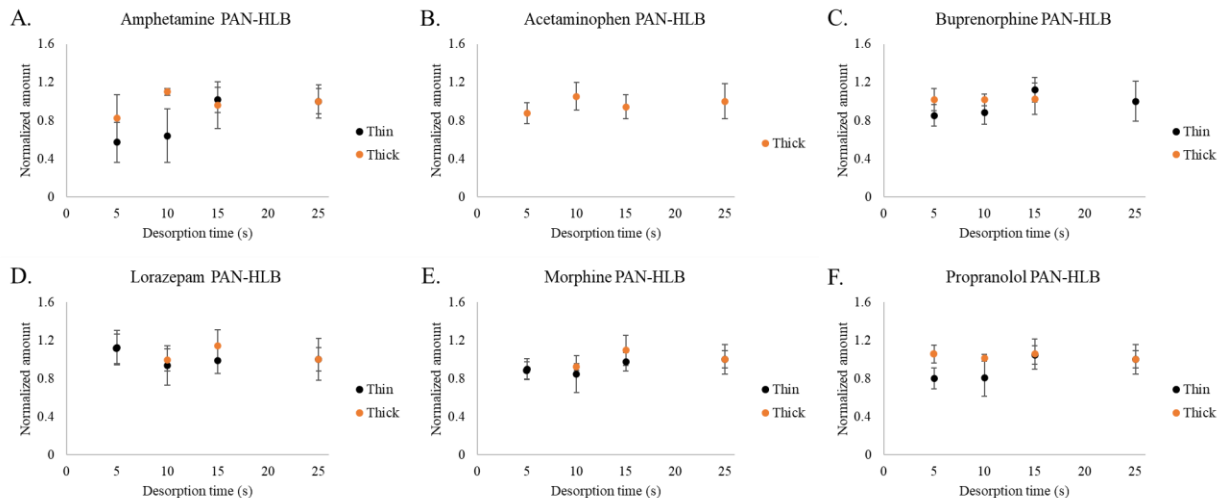 A.
Amphetamine PAN-HLB
Normalized amount
1.6
1.2
0.8
0.4
0
0
5
10
15
20
25
Desorption time (s)
Thin
Thick
B.
Acetaminophen PAN-HLB
Normalized amount
1.6
1.2
0.8
0.4
0
0
5
10
15
20
25
Desorption time (s)
Thick
C.
Buprenorphine PAN-HLB
Normalized amount
1.6
1.2
0.8
0.4
0
0
5
10
15
20
25
Desorption time (s)
Thin
Thick
D.
Lorazepam PAN-HLB
Normalized amount
1.6
1.2
0.8
0.4
0
0
5
10
15
20
25
Desorption time (s)
Thin
Thick
E.
Morphine PAN-HLB
Normalized amount
1.6
1.2
0.8
0.4
0
0
5
10
15
20
25
Desorption time (s)
Thin
Thick
F.
Propranolol PAN-HLB
Normalized amount
1.6
1.2
0.8
0.4
0
0
5
10
15
20
25
Desorption time (s)
Thin
Thick